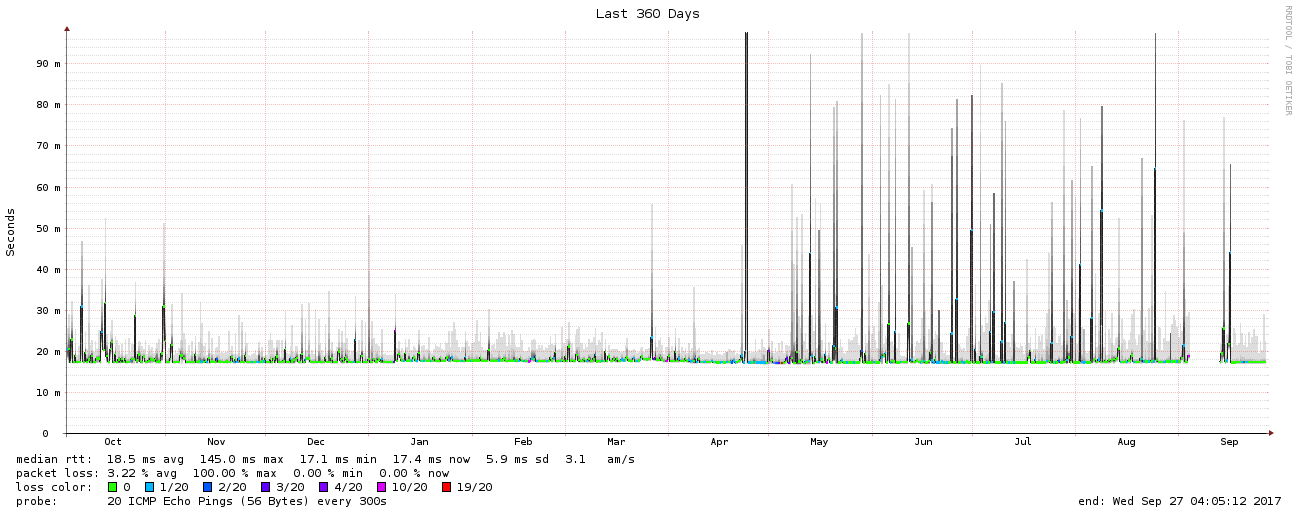 Last 360 Days
RRDTOOL / TOBI OETIKER
Seconds
90 m
80 m
70 m
60 m
50 m
40 m
30 m
20 m
10 m
0
Oct Nov Dec Jan Feb Mar Apr May Jun Jul Aug Sep
median rtt: 18.5 ms avg 145.0 ms max 17.1 ms min 17.4 ms now 5.9 ms sd 3.1 am/s
packet loss: 3.22 % avg 100.00 % max 0.00 % min 0.00 % now
loss color: 0 1/20 2/20 3/20 4/20 10/20 19/20
probe: 20 ICMP Echo Pings (56 Bytes) every 300s end: Wed Sep 27 04:05:12 2017